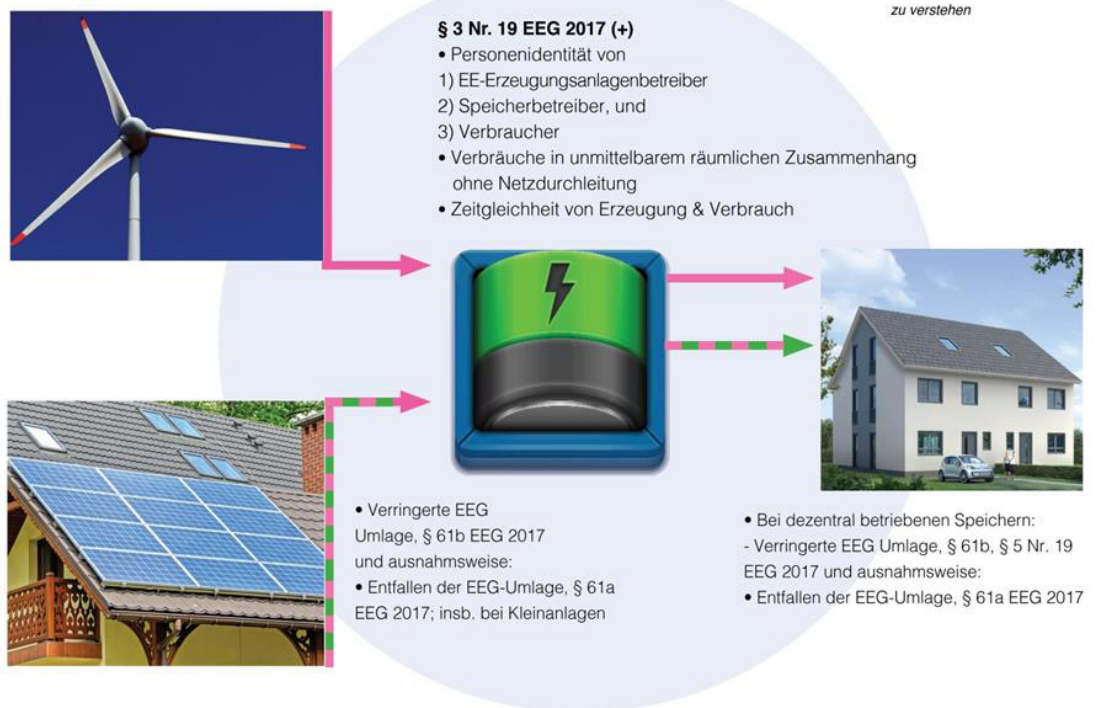 zu verstehen
§ 3 Nr. 19 EEG 2017 (+)
• Personenidentität von
1) EE-Erzeugungsanlagenbetreiber
2) Speicherbetreiber, und
3) Verbraucher
• Verbräuche in unmittelbarem räumlichen Zusammenhang
ohne Netzdurchleitung
• Zeitgleichheit von Erzeugung & Verbrauch
• Verringerte EEG
Umlage, § 61b EEG 2017
und ausnahmsweise:
• Entfallen der EEG-Umlage, § 61a
EEG 2017; insb. bei Kleinanlagen
• Bei dezentral betriebenen Speichern:
- Verringerte EEG Umlage, § 61b, § 5 Nr. 19
EEG 2017 und ausnahmsweise:
• Entfallen der EEG-Umlage, § 61a EEG 2017